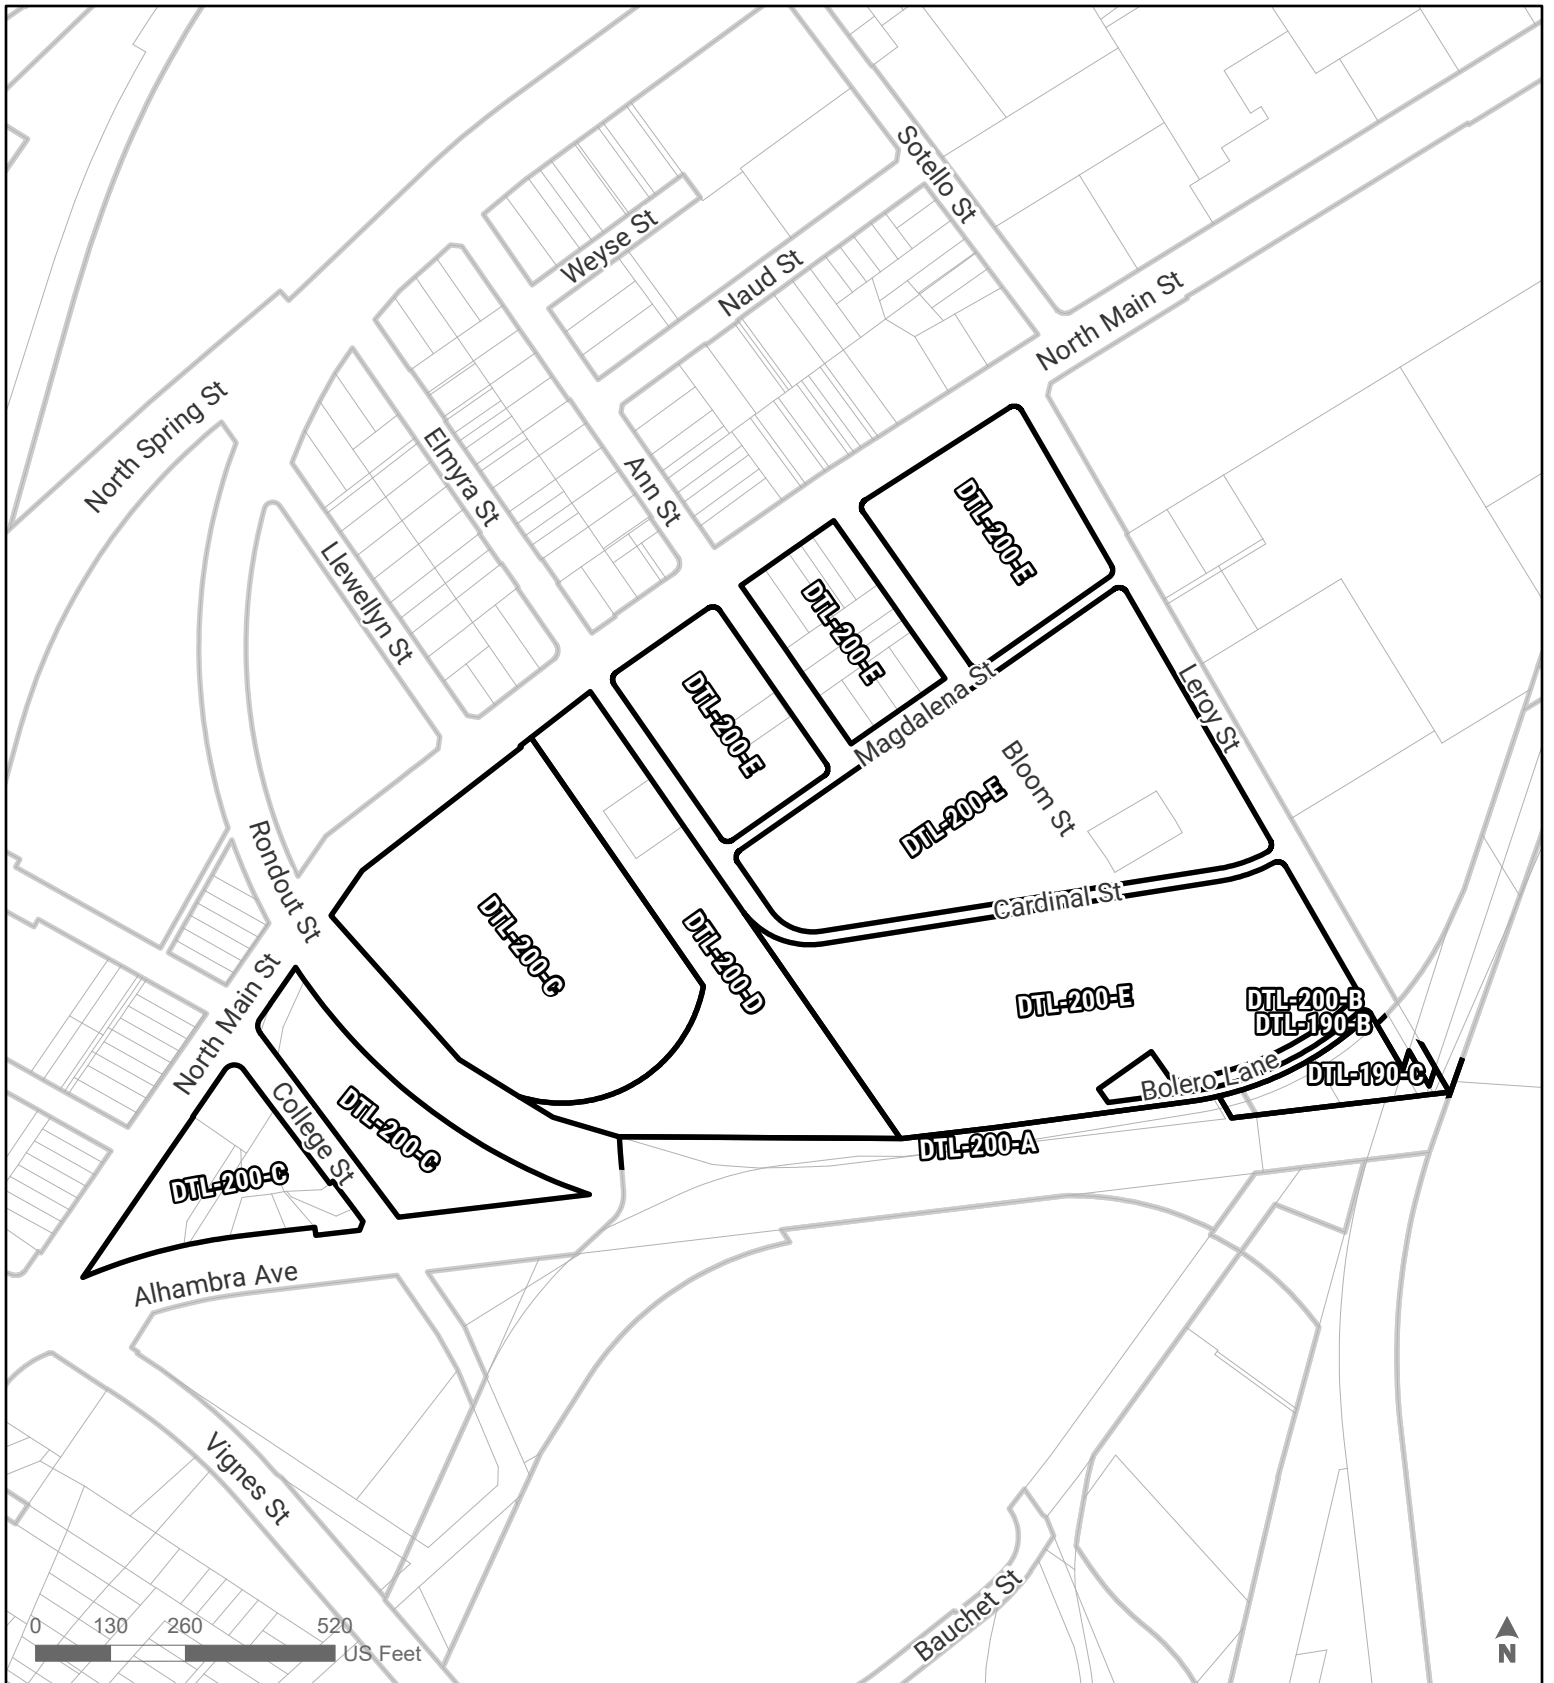 Sotello St
Weyse St
Naud St
North Main St
North Spring St
Elmyra St
Ann St
DTL-200-E
Llewellyn St
DTL-200-E
DTL-200-E
Magdalena St
Leroy St
Bloom St
DTL-200-E
Rondout St
Cardinal St
DTL-200-C
DTL-200-D
DTL-200-E
DTL-200-B
DTL-190-B
North Main St
DTL-190-C
Bolero Lane
College St
DTL-200-C
DTL-200-A
DTL-200-C
Alhambra Ave
Vignes St
Bauchet St
0 130 260 520
US Feet
N